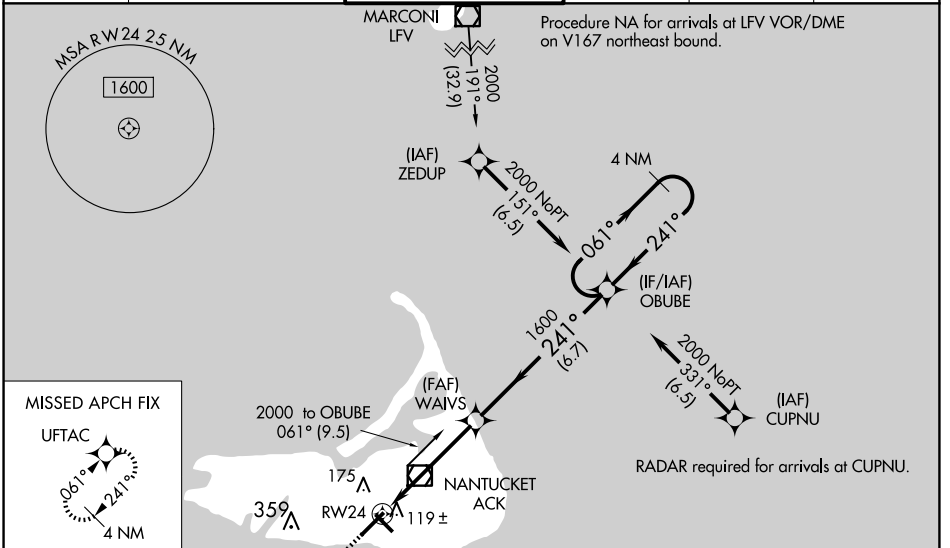 MARCONI
LFV
Procedure NA for arrivals at LFV VOR/DME
on V167 northeast bound.
MSA RW24 25 NM
1600
2000
191°
(32.9)
(IAF)
ZEDUP
2000 NoPT
151°
(6.5)
4 NM
061°
241°
(IF/IAF)
OBUBE
1600
241°
(6.7)
2000 NoPT
331°
(6.5)
(IAF)
CUPNU
(FAF)
WAIVS
2000 to OBUBE
061° (9.5)
RADAR required for arrivals at CUPNU.
MISSED APCH FIX
UFTAC
061°
241°
4 NM
175
NANTUCKET
ACK
359
RW24
119 ±